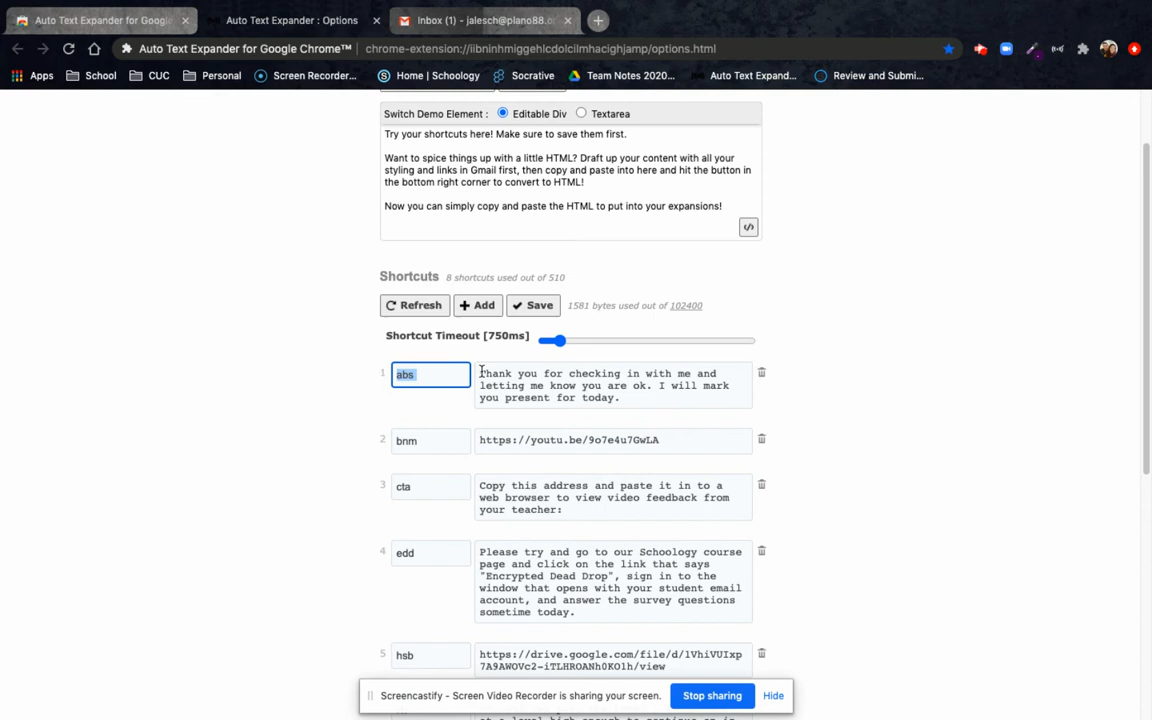 Auto Text Expander for Google
Auto Text Expander : Options
Inbox (1) - jalesch@plano88.or
Auto Text Expander for Google Chrome™
chrome-extension://iibninhmiggehlcdolcilmhacighjamp/options.html
Apps
School
CUC
Personal
Screen Recorder...
Home | Schoology
Socrative
Team Notes 2020...
Auto Text Expand...
Review and Submi...
Switch Demo Element :
Editable Div
Textarea
Try your shortcuts here! Make sure to save them first.
Want to spice things up with a little HTML? Draft up your content with all your
styling and links in Gmail first, then copy and paste into here and hit the button in
the bottom right corner to convert to HTML!
Now you can simply copy and paste the HTML to put into your expansions!
</>
Shortcuts 8 shortcuts used out of 510
Refresh
Add
Save
1581 bytes used out of 102400
Shortcut Timeout [750ms]
1
abs
Thank you for checking in with me and
letting me know you are ok. I will mark
you present for today.
2
bnm
https://youtu.be/9o7e4u7GwLA
3
cta
Copy this address and paste it in to a
web browser to view video feedback from
your teacher:
4
edd
Please try and go to our Schoology course
page and click on the link that says
"Encrypted Dead Drop", sign in to the
window that opens with your student email
account, and answer the survey questions
sometime today.
5
hsb
https://drive.google.com/file/d/1VhiVUIxp
7A9AWOVc2-iTLHROANh0KO1h/view
Screencastify - Screen Video Recorder is sharing your screen.
Stop sharing
Hide